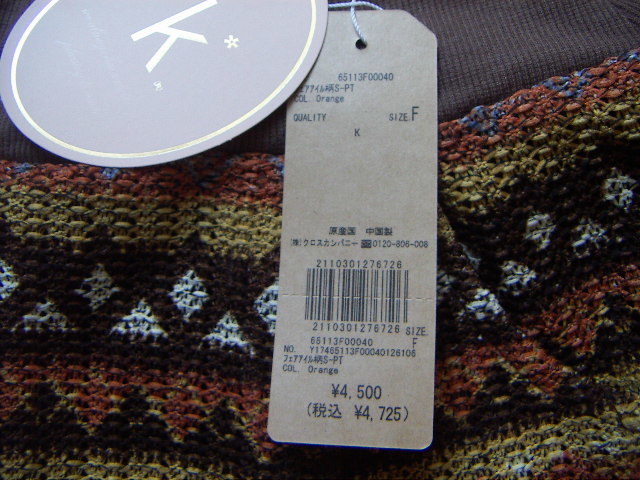 K*
65113F00040
フェアアイル柄S-PT
COL. Orange
QUALITY SIZE F
K
原産国 中国製
(株)クロスカンパニー 0120-806-008
2110301276726
2110301276726 SIZE
65113F00040 F
NO. Y17465113F00040126106
フェアアイル柄S-PT
COL. Orange
¥4,500
(税込 ¥4,725)